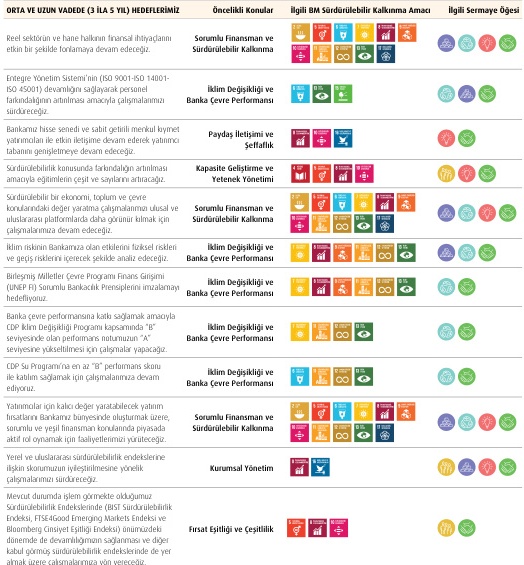 ORTA VE UZUN VADEDE (3 İLA 5 YIL) HEDEFLERİMİZ
Öncelikli Konular
İlgili BM Sürdürülebilir Kalkınma Amacı
İlgili Sermaye Öğesi
Reel sektörün ve hane halkının finansal ihtiyaçlarını
etkin bir şekilde fonlamaya devam edeceğiz.
Sorumlu Finansman ve
Sürdürülebilir Kalkınma
Entegre Yönetim Sistemi'nin (ISO 9001-ISO 14001-
ISO 45001) devamlığını sağlayarak personel
farkındalığının artırılması amacıyla çalışmalarımızı
sürdüreceğiz.
İklim Değişikliği ve
Banka Çevre Performansı
Bankamız hisse senedi ve sabit getirili menkul kıymet
yatırımcıları ile etkin iletişime devam ederek yatırımcı
tabanını genişletmeye devam edeceğiz.
Paydaş İletişimi ve
Şeffaflık
Sürdürülebilirlik konusunda farkındalığın artırılması
amacıyla eğitimlerin çeşit ve sayılarını artıracağız.
Kapasite Geliştirme ve
Yetenek Yönetimi
Sürdürülebilir bir ekonomi, toplum ve çevre
konularındaki değer yaratma çalışmalarımızı ulusal ve
uluslararası platformlarda daha görünür kılmak için
çalışmalarımıza devam edeceğiz.
Sorumlu Finansman ve
Sürdürülebilir Kalkınma
İklim riskinin Bankamıza olan etkilerini fiziksel riskleri
ve geçiş risklerini içerecek şekilde analiz edeceğiz.
İklim Değişikliği ve
Banka Çevre Performansı
Birleşmiş Milletler Çevre Programı Finans Girişimi
(UNEP FI) Sorumlu Bankacılık Prensiplerini imzalamayı
hedefliyoruz.
İklim Değişikliği ve
Banka Çevre Performansı
Banka çevre performansına katkı sağlamak amacıyla
CDP İklim Değişikliği Programı kapsamında "B"
seviyesinde olan performans notumuzun "A"
seviyesine yükseltilmesi için çalışmalar yapacağız.
İklim Değişikliği ve
Banka Çevre Performansı
CDP Su Programı'na en az "B" performans skoru
ile katılım sağlamak için çalışmalarımıza devam
ediyoruz.
İklim Değişikliği ve
Banka Çevre Performansı
Yatırımcılar için kalıcı değer yaratabilecek yatırım
fırsatlarını Bankamız bünyesinde oluşturmak üzere,
sorumlu ve yeşil finansman konularında piyasada
aktif rol oynamak için faaliyetlerimizi yürüteceğiz.
Sorumlu Finansman ve
Sürdürülebilir Kalkınma
Yerel ve uluslararası sürdürülebilirlik endekslerine
ilişkin skorumuzun iyileştirilmesine yönelik
çalışmalarımızı sürdüreceğiz.
Kurumsal Yönetim
Mevcut durumda işlem görmekte olduğumuz
Sürdürülebilirlik Endekslerinde (BIST Sürdürülebilirlik
Endeksi, FTSE4Good Emerging Markets Endeksi ve
Bloomberg Cinsiyet Eşitliği Endeksi) önümüzdeki
dönemde de devamlılığımızın sağlanması ve diğer
kabul görmüş sürdürülebilirlik endekslerinde de yer
almak üzere çalışmalarımıza yön vereceğiz.
Fırsat Eşitliği ve Çeşitlilik